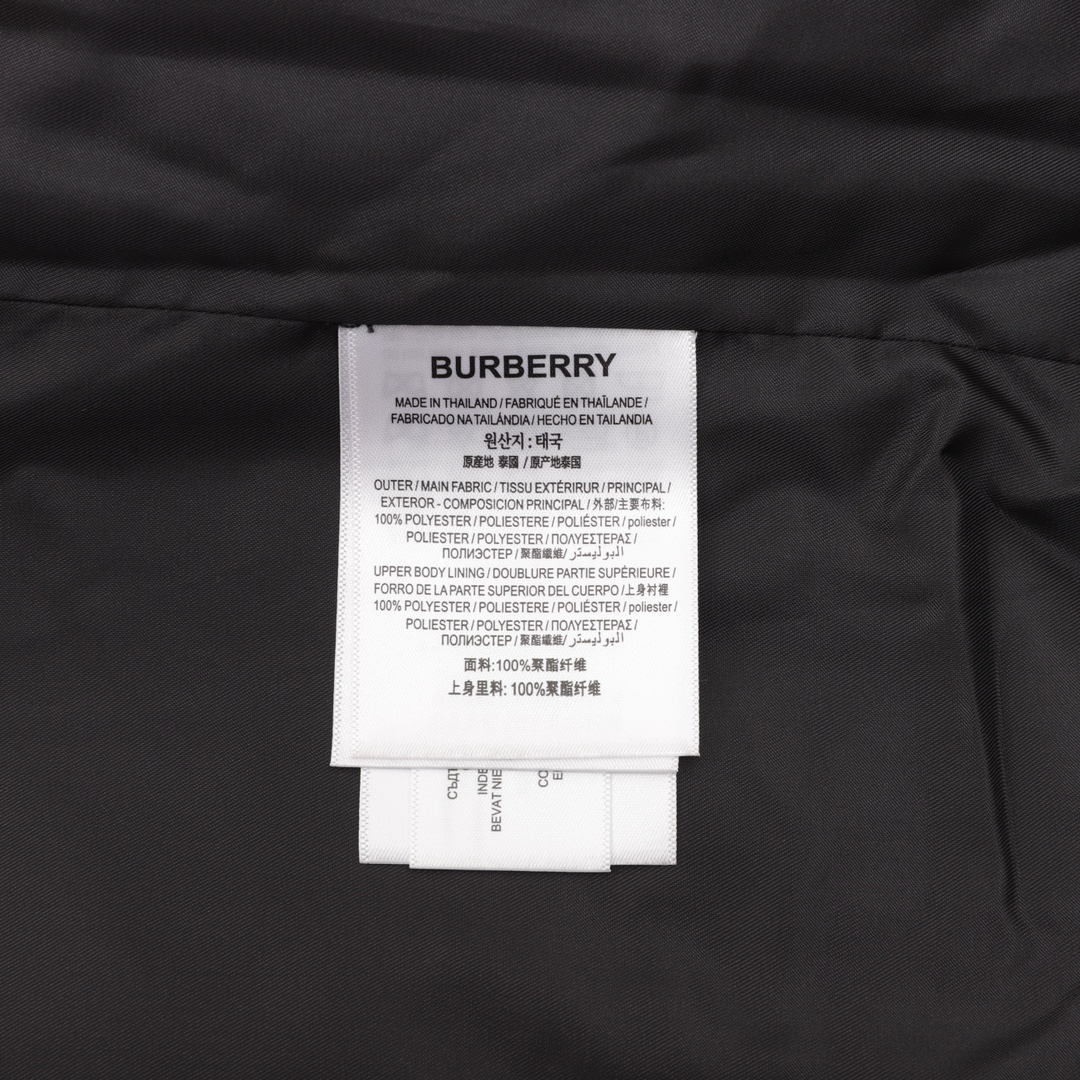 BURBERRY
MADE IN THAILAND / FABRIQUÉ EN THAÏLANDE /
FABRICADO NA TAILÁNDIA / HECHO EN TAILANDIA
원산지 : 태국
原産地 泰國 / 原产地泰国
OUTER / MAIN FABRIC / TISSU EXTÉRIRUR / PRINCIPAL /
EXTEROR - COMPOSICION PRINCIPAL / 外部/主要布料:
100% POLYESTER / POLIESTERE / POLIÉSTER / poliester /
POLIESTER / POLYESTER / ΠΟΛΥΕΣΤΕΡΑΣ /
ПОЛИЭСТЕР / 聚酯纖維/ البوليستر /
UPPER BODY LINING / DOUBLURE PARTIE SUPÉRIEURE /
FORRO DE LA PARTE SUPERIOR DEL CUERPO /上身衬裡
100% POLYESTER / POLIESTERE / POLIÉSTER / poliester /
POLIESTER / POLYESTER / ΠΟΛΥΕΣΤΕΡΑΣ /
ПОЛИЭСТЕР / 聚酯纖維/ البوليستر /
面料:100%聚酯纤维
上身里料: 100%聚酯纤维
BEVAT NIE